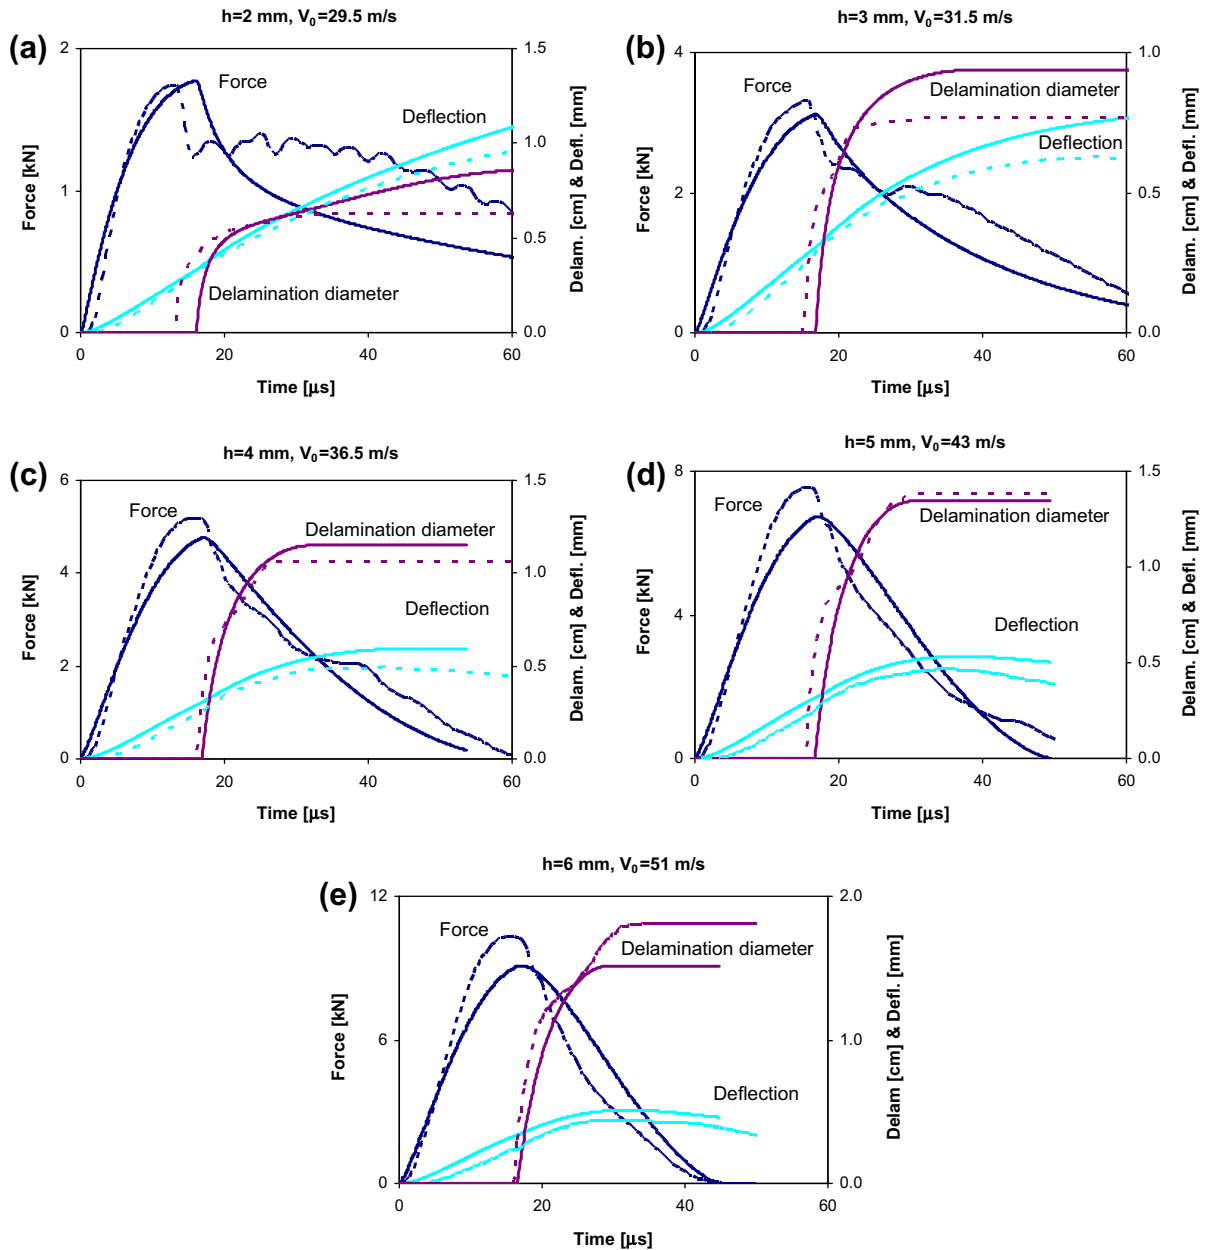 h=2 mm, V0=29.5 m/s
(a)
2
1.5
Force
Deflection
1.0
1
0.5
Delamination diameter
0
0.0
0
20
40
60
Force [kN]
Delam. [cm] & Defl. [mm]
Time [μs]
h=3 mm, V0=31.5 m/s
(b)
4
1.0
Force
Delamination diameter
Deflection
2
0.5
0
0.0
0
20
40
60
Force [kN]
Delam. [cm] & Defl. [mm]
Time [μs]
h=4 mm, V0=36.5 m/s
(c)
6
1.5
Force
Delamination diameter
4
1.0
Deflection
2
0.5
0
0.0
0
20
40
60
Force [kN]
Delam. [cm] & Defl. [mm]
Time [μs]
h=5 mm, V0=43 m/s
(d)
8
1.5
Force
Delamination diameter
1.0
4
Deflection
0.5
0
0.0
0
20
40
60
Force [kN]
Delam. [cm] & Defl. [mm]
Time [μs]
h=6 mm, V0=51 m/s
(e)
12
2.0
Force
Delamination diameter
6
1.0
Deflection
0
0.0
0
20
40
60
Force [kN]
Delam [cm] & Defl. [mm]
Time [μs]